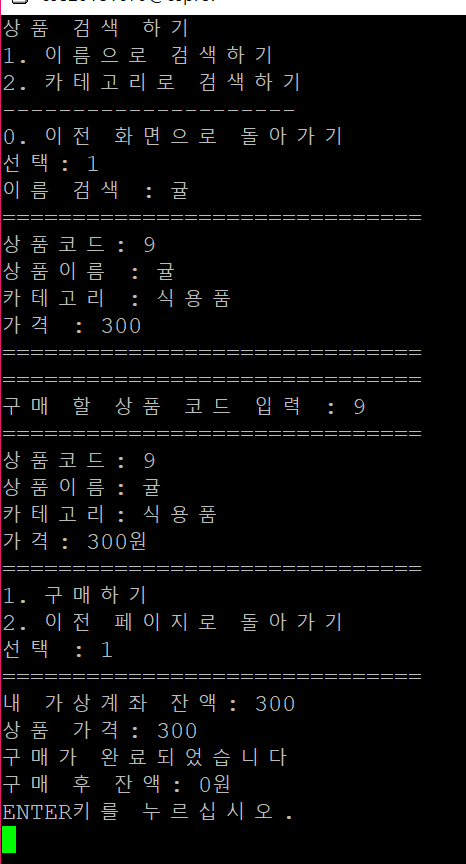 상품 검색 하기
1. 이름으로 검색하기
2. 카테고리로 검색하기
---------------------
0. 이전 화면으로 돌아가기
선택: 1
이름 검색 : 귤
==============================
상품코드: 9
상품이름 : 귤
카테고리 : 식용품
가격 : 300
==============================
==============================
구매 할 상품 코드 입력 : 9
==============================
상품코드: 9
상품이름: 귤
카테고리: 식용품
가격: 300원
==============================
1. 구매하기
2. 이전 페이지로 돌아가기
선택 : 1
==============================
내 가상계좌 잔액: 300
상품 가격: 300
구매가 완료되었습니다
구매 후 잔액: 0원
ENTER키를 누르십시오.